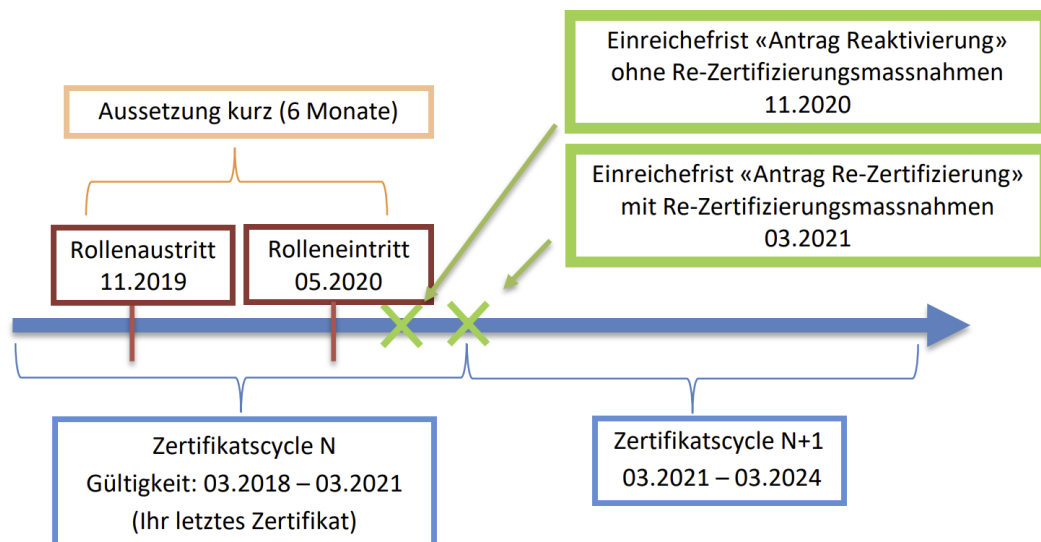 Einreichefrist «Antrag Reaktivierung»
ohne Re-Zertifizierungsmassnahmen
11.2020
Aussetzung kurz (6 Monate)
Einreichefrist «Antrag Re-Zertifizierung»
mit Re-Zertifizierungsmassnahmen
03.2021
Rollenaustritt
11.2019
Rolleneintritt
05.2020
Zertifikatscycle N
Gültigkeit: 03.2018 – 03.2021
(Ihr letztes Zertifikat)
Zertifikatscycle N+1
03.2021 – 03.2024